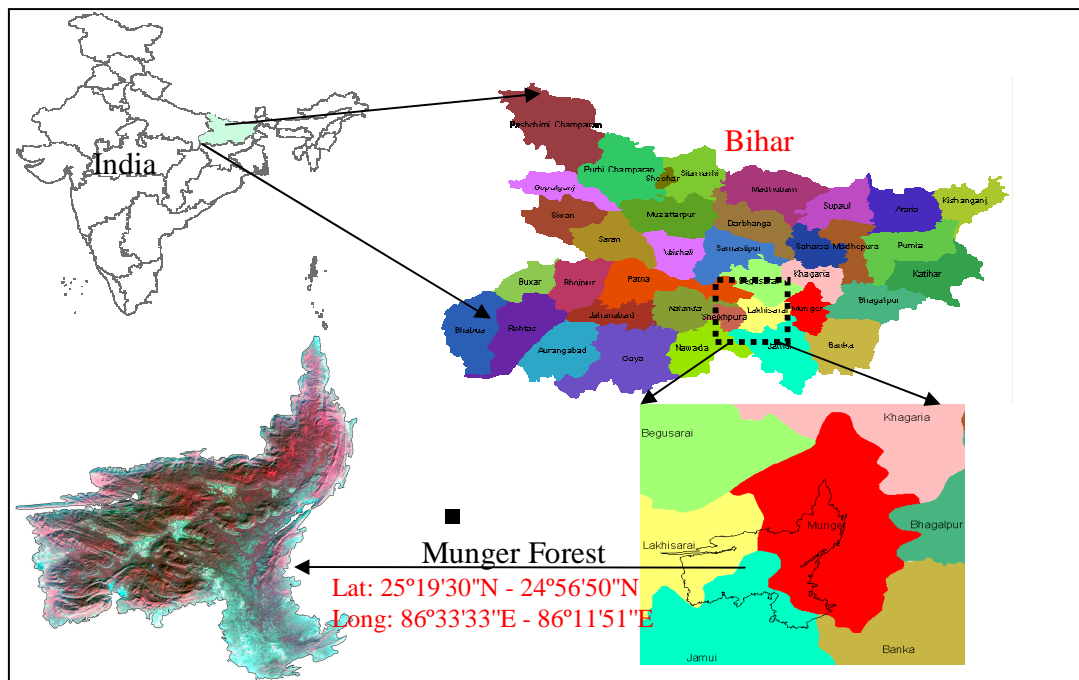 India
Bihar
Pashchimi Champaran
Purbi Champaran
Sheohar
Sitamarhi
Gopalganj
Madhubani
Supaul
Araria
Kishanganj
Siwan
Muzaffarpur
Darbhanga
Saran
Vaishali
Samastipur
Saharsa
Madhepura
Purnia
Buxar
Bhojpur
Patna
Begusarai
Khagaria
Katihar
Bhabua
Rohtas
Jahanabad
Nalanda
Sheikhpura
Lakhisarai
Munger
Bhagalpur
Aurangabad
Gaya
Nawada
Jamui
Banka
Begusarai
Khagaria
Munger
Bhagalpur
Lakhisarai
Banka
Jamui
Munger Forest
Lat: 25º19'30"N - 24º56'50"N
Long: 86º33'33"E - 86º11'51"E